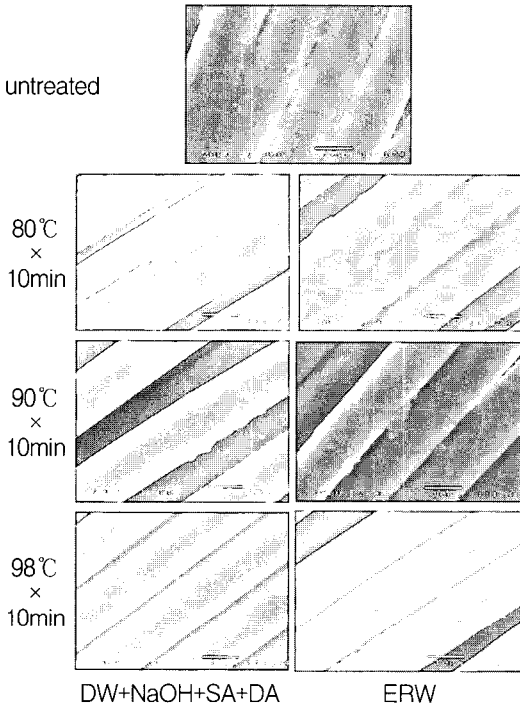 untreated
80℃
×
10min
90℃
×
10min
98℃
×
10min
DW+NaOH+SA+DA
ERW